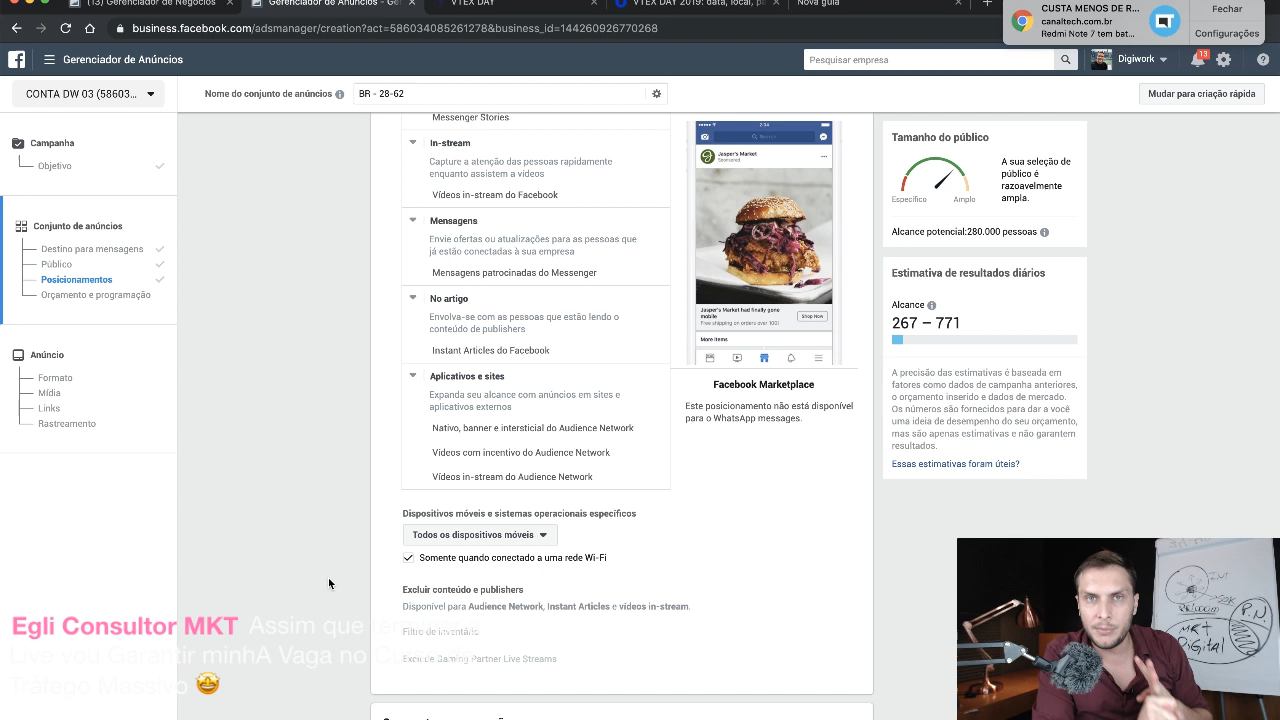 (13) Gerenciador de Negócios
Gerenciador de Anúncios - Ger
VTEX DAY
VTEX DAY 2019: data, local, p
Nova guia
CUSTA MENOS DE R...
canaltech.com.br
Redmi Note 7 tem bat...
Fechar
Configurações
business.facebook.com/adsmanager/creation?act=586034085261278&business_id=144260926770268
Gerenciador de Anúncios
Pesquisar empresa
Digiwork
13
CONTA DW 03 (58603...
Nome do conjunto de anúncios
BR - 28-62
Mudar para criação rápida
Campanha
Objetivo
Conjunto de anúncios
Destino para mensagens
Público
Posicionamentos
Orçamento e programação
Anúncio
Formato
Mídia
Links
Rastreamento
Messenger Stories
In-stream
Capture a atenção das pessoas rapidamente
enquanto assistem a vídeos
Vídeos in-stream do Facebook
Mensagens
Envie ofertas ou atualizações para as pessoas que
já estão conectadas à sua empresa
Mensagens patrocinadas do Messenger
No artigo
Envolva-se com as pessoas que estão lendo o
conteúdo de publishers
Instant Articles do Facebook
Aplicativos e sites
Expanda seu alcance com anúncios em sites e
aplicativos externos
Nativo, banner e intersticial do Audience Network
Vídeos com incentivo do Audience Network
Vídeos in-stream do Audience Network
Dispositivos móveis e sistemas operacionais específicos
Todos os dispositivos móveis
Somente quando conectado a uma rede Wi-Fi
Excluir conteúdo e publishers
Disponível para Audience Network, Instant Articles e vídeos in-stream.
Filtro de inventário
Exclude Gaming Partner Live Streams
2:34
Search
Jasper's Market
Sponsored
Jasper's Market had finally gone
mobile
Free shipping on orders over 100!
Shop Now
More Items
Facebook Marketplace
Este posicionamento não está disponível
para o WhatsApp messages.
Tamanho do público
Específico
Amplo
A sua seleção de
público é
razoavelmente
ampla.
Alcance potencial:280.000 pessoas
Estimativa de resultados diários
Alcance
267 – 771
A precisão das estimativas é baseada em
fatores como dados de campanha anteriores,
o orçamento inserido e dados de mercado.
Os números são fornecidos para dar a você
uma ideia de desempenho do seu orçamento,
mas são apenas estimativas e não garantem
resultados.
Essas estimativas foram úteis?
Egli Consultor MKT Assim que
Live vou Garantir minhA Vaga no
Tráfego Massivo 🤩